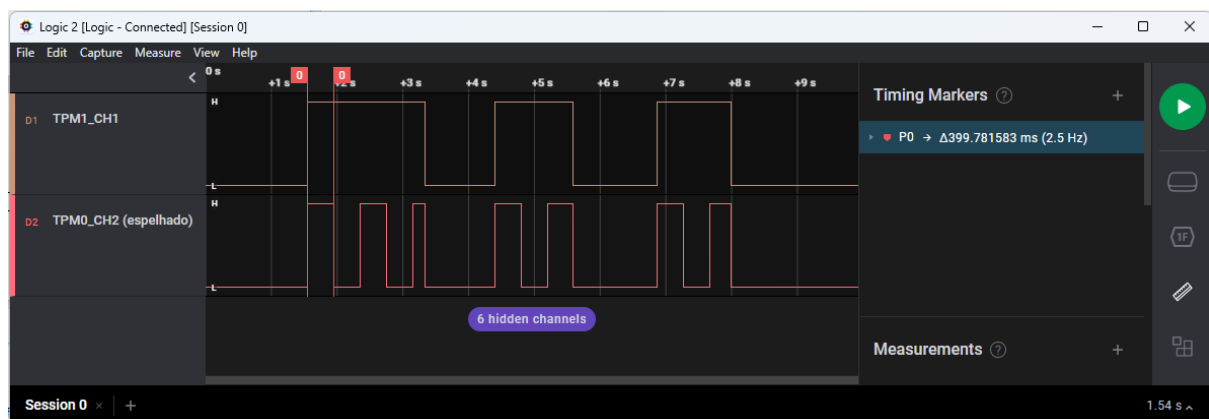 Logic 2 [Logic - Connected] [Session 0]
File Edit Capture Measure View Help
0 s
+1 s 0 0 +3 s +4 s +5 s +6 s +7 s +8 s +9 s
Timing Markers ? +
P0 → Δ399.781583 ms (2.5 Hz)
D1 TPM1_CH1
H
L
D2 TPM0_CH2 (espelhado)
H
L
1F
6 hidden channels
Measurements ? +
Session 0 × +
1.54 s